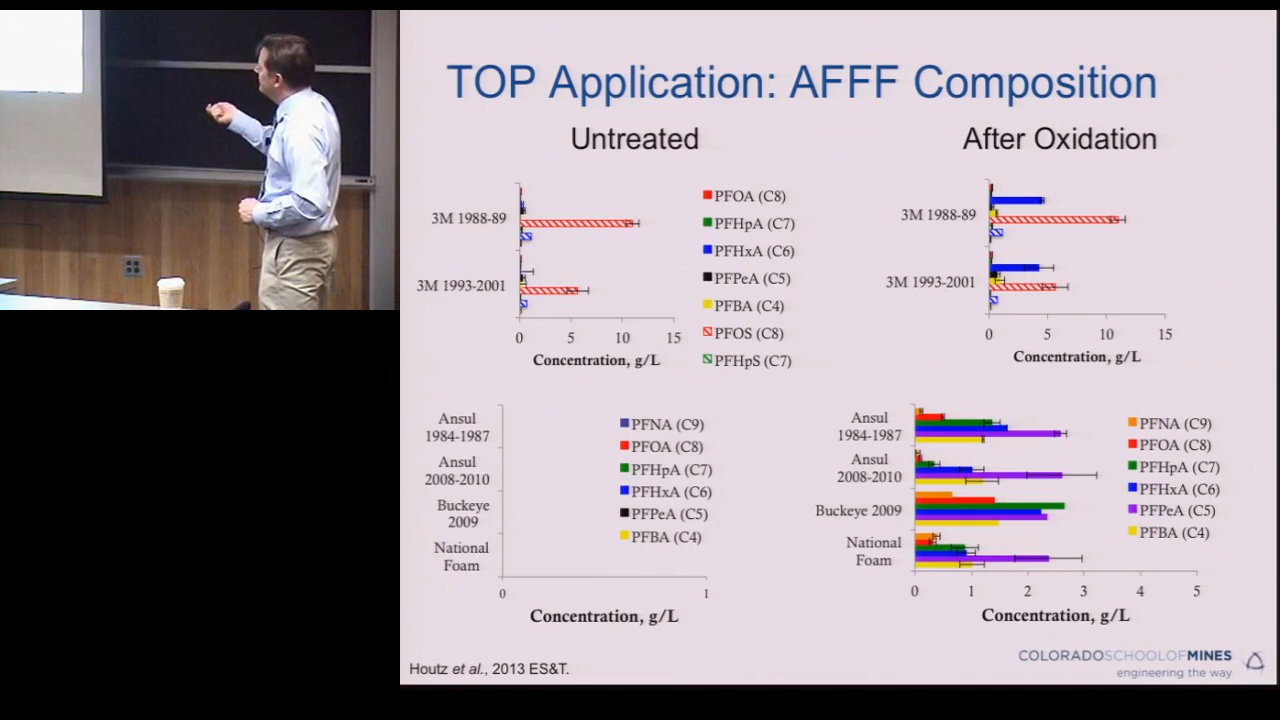 TOP Application: AFFF Composition
Untreated
3M 1988-89
3M 1993-2001
0 5 10 15
Concentration, g/L
PFOA (C8)
PFHpA (C7)
PFHxA (C6)
PFPeA (C5)
PFBA (C4)
PFOS (C8)
PFHpS (C7)
After Oxidation
3M 1988-89
3M 1993-2001
0 5 10 15
Concentration, g/L
Ansul
1984-1987
Ansul
2008-2010
Buckeye
2009
National
Foam
0 1
Concentration, g/L
PFNA (C9)
PFOA (C8)
PFHpA (C7)
PFHxA (C6)
PFPeA (C5)
PFBA (C4)
Ansul
1984-1987
Ansul
2008-2010
Buckeye 2009
National
Foam
0 1 2 3 4 5
Concentration, g/L
PFNA (C9)
PFOA (C8)
PFHpA (C7)
PFHxA (C6)
PFPeA (C5)
PFBA (C4)
Houtz et al., 2013 ES&T.
COLORADOSCHOOLOFMINES
engineering the way